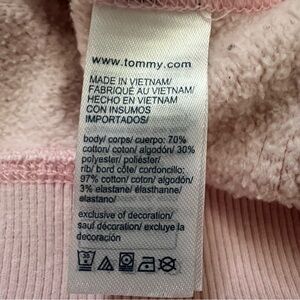 www.tommy.com
MADE IN VIETNAM/
FABRIQUÉ AU VIETNAM/
HECHO EN VIETNAM
CON INSUMOS
IMPORTADOS/
body/ corps/ cuerpo: 70%
cotton/ coton/ algodón/ 30%
polyester/ poliéster/
rib/ bord côte/ cordoncillo:
97% cotton/ coton/ algodón/
3% elastane/ élasthanne/
elastano/
exclusive of decoration/
sauf décoration/ excluye la
decoración